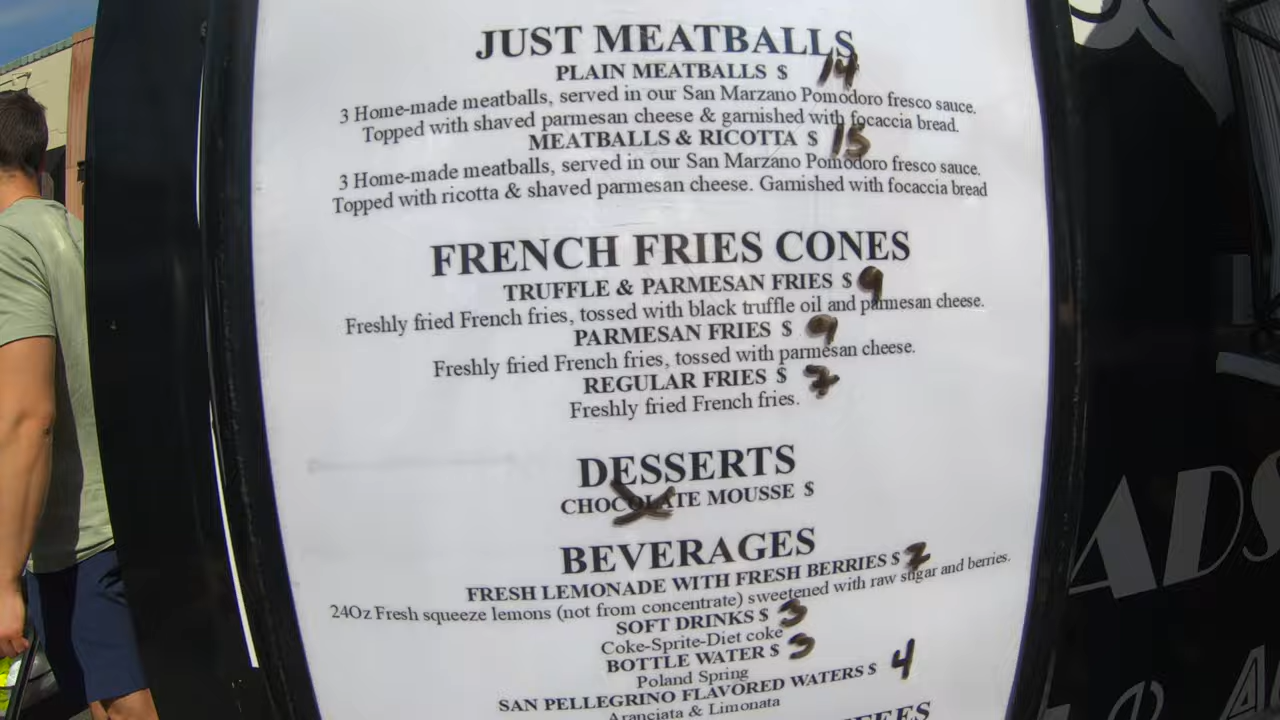 JUST MEATBALLS
PLAIN MEATBALLS $ 14
3 Home-made meatballs, served in our San Marzano Pomodoro fresco sauce.
Topped with shaved parmesan cheese & garnished with focaccia bread.
MEATBALLS & RICOTTA $ 15
3 Home-made meatballs, served in our San Marzano Pomodoro fresco sauce.
Topped with ricotta & shaved parmesan cheese. Garnished with focaccia bread
FRENCH FRIES CONES
TRUFFLE & PARMESAN FRIES $ 9
Freshly fried French fries, tossed with black truffle oil and parmesan cheese.
PARMESAN FRIES $ 9
Freshly fried French fries, tossed with parmesan cheese.
REGULAR FRIES $ 7
Freshly fried French fries.
DESSERTS
CHOCOLATE MOUSSE $
BEVERAGES
FRESH LEMONADE WITH FRESH BERRIES $ 7
24Oz Fresh squeeze lemons (not from concentrate) sweetened with raw sugar and berries.
SOFT DRINKS $ 3
Coke-Sprite-Diet coke
BOTTLE WATER $ 3
Poland Spring
SAN PELLEGRINO FLAVORED WATERS $ 4
Aranciata & Limonata
ADS